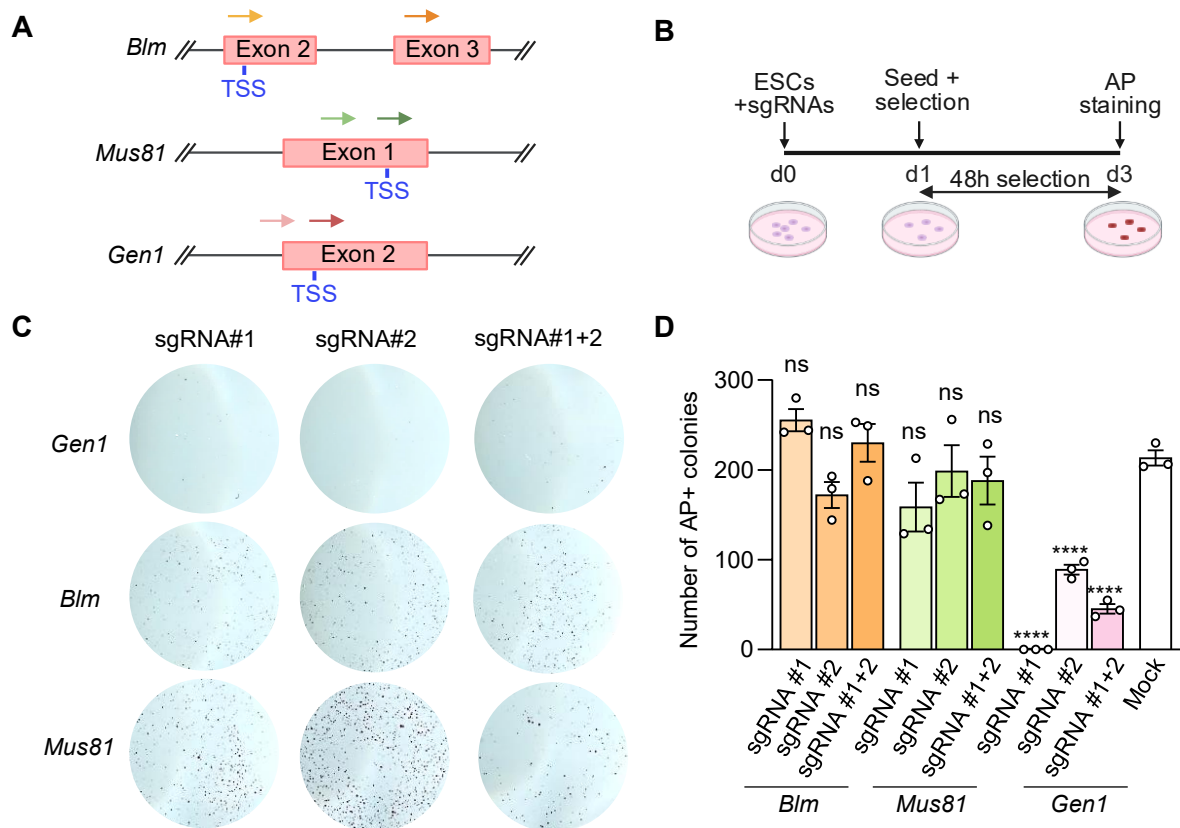 A
Blm
Exon 2
Exon 3
TSS
Mus81
Exon 1
TSS
Gen1
Exon 2
TSS
B
ESCs
+sgRNAs
Seed +
selection
AP
staining
d0
d1
d3
48h selection
C
sgRNA#1
sgRNA#2
sgRNA#1+2
Gen1
Blm
Mus81
D
Number of AP+ colonies
300
200
100
0
ns
ns
ns
ns
ns
ns
****
****
****
sgRNA #1
sgRNA #2
sgRNA #1+2
sgRNA #1
sgRNA #2
sgRNA #1+2
sgRNA #1
sgRNA #2
sgRNA #1+2
Mock
Blm
Mus81
Gen1